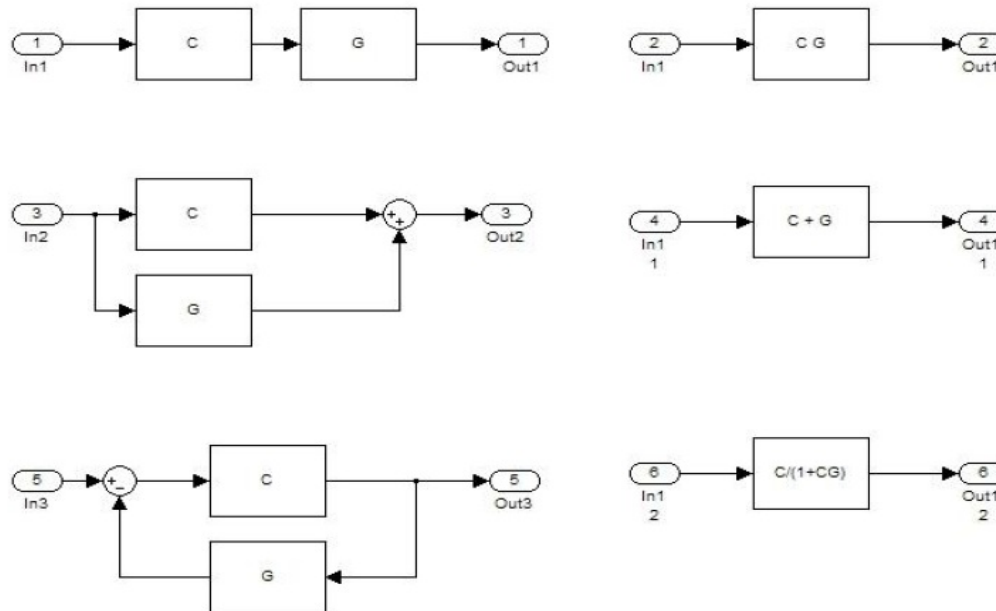 1
In1
C
G
1
Out1
2
In1
C G
2
Out1
3
In2
C
G
+
+
3
Out2
4
In1
1
C + G
4
Out1
1
5
In3
+
−
C
G
5
Out3
6
In1
2
C/(1+CG)
6
Out1
2